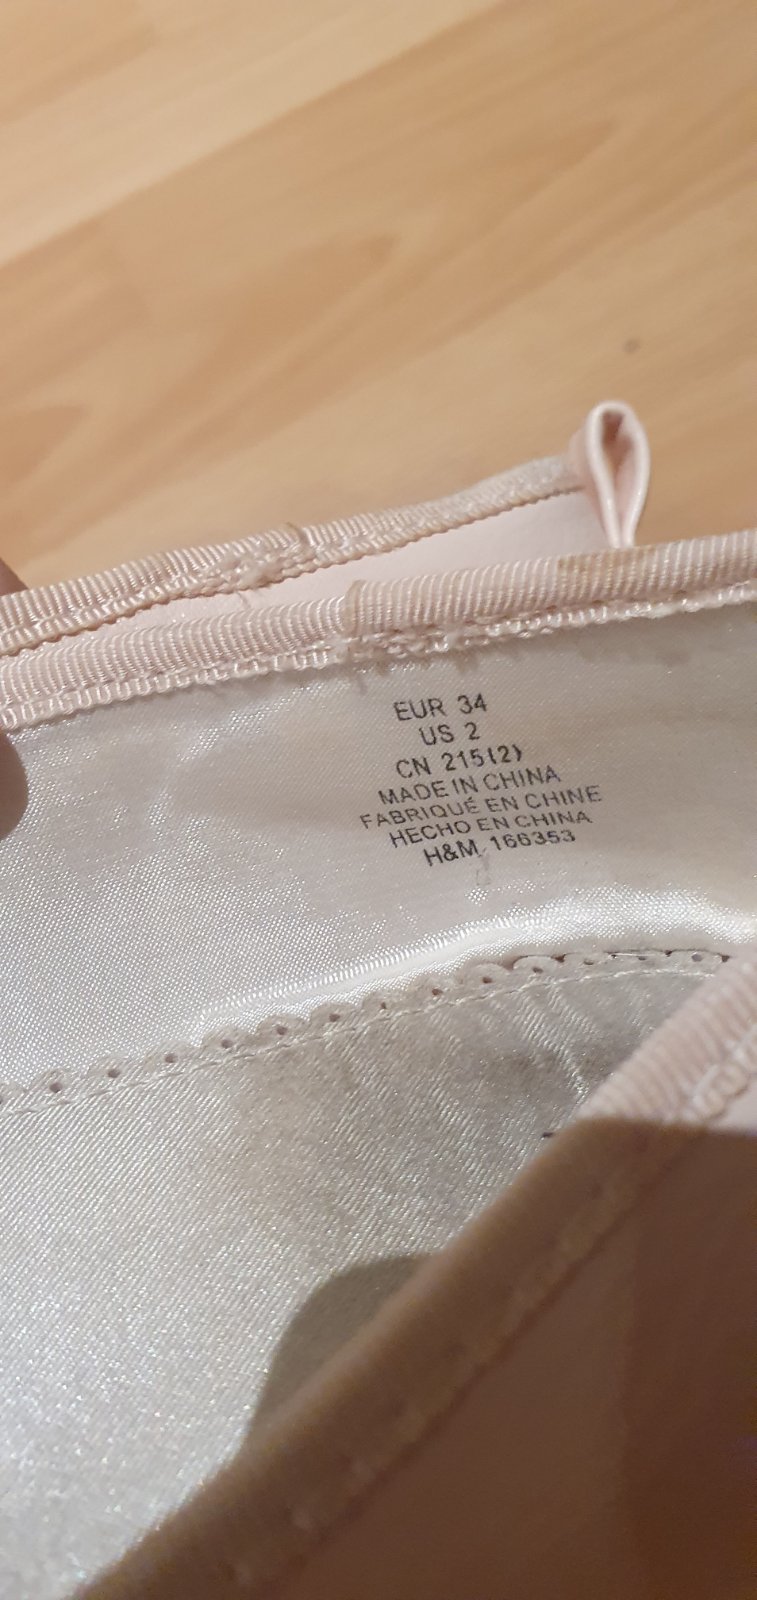 EUR 34
US 2
CN 215(2)
MADE IN CHINA
FABRIQUÉ EN CHINE
HECHO EN CHINA
H&M 166353